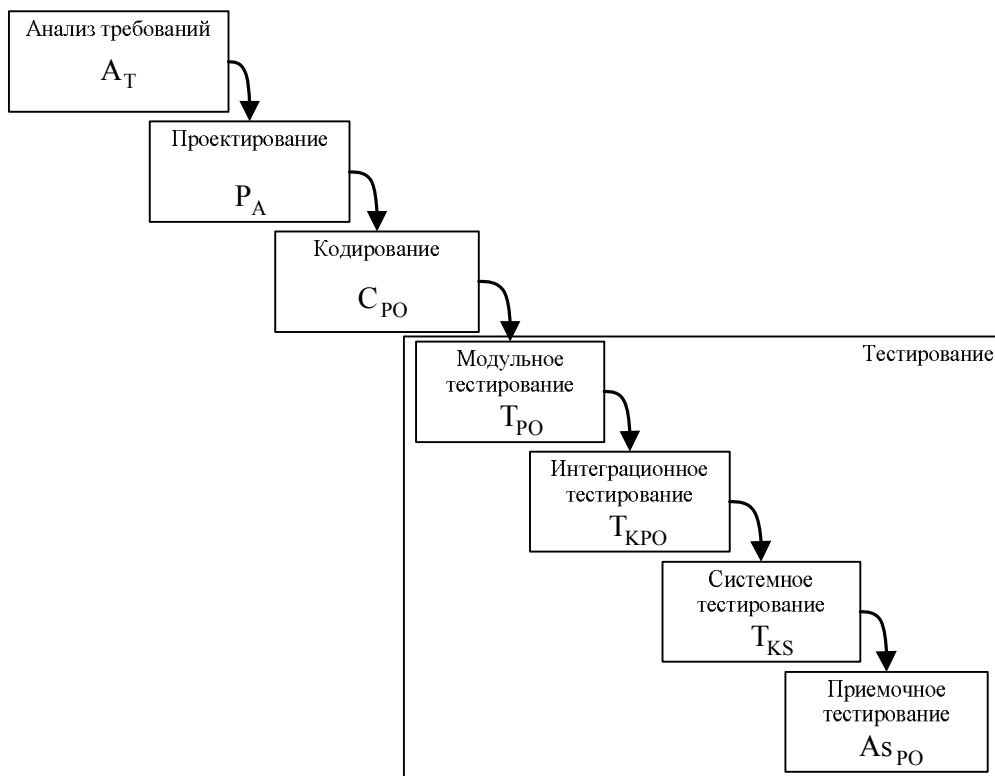 Анализ требований
A_T
Проектирование
P_A
Кодирование
C_PO
Тестирование
Модульное
тестирование
T_PO
Интеграционное
тестирование
T_KPO
Системное
тестирование
T_KS
Приемочное
тестирование
As_PO